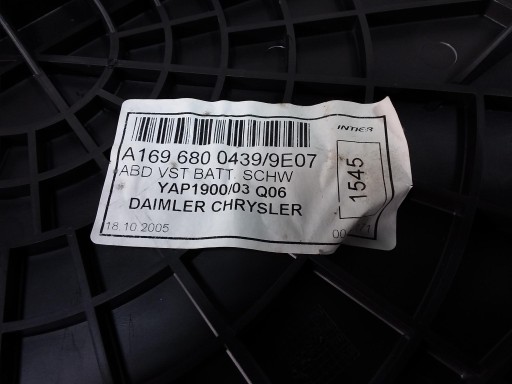 INTIER
A169 680 0439/9E07
ABD VST BATT. SCHW
YAP1900/03 Q06
DAIMLER CHRYSLER
18.10.2005
1545